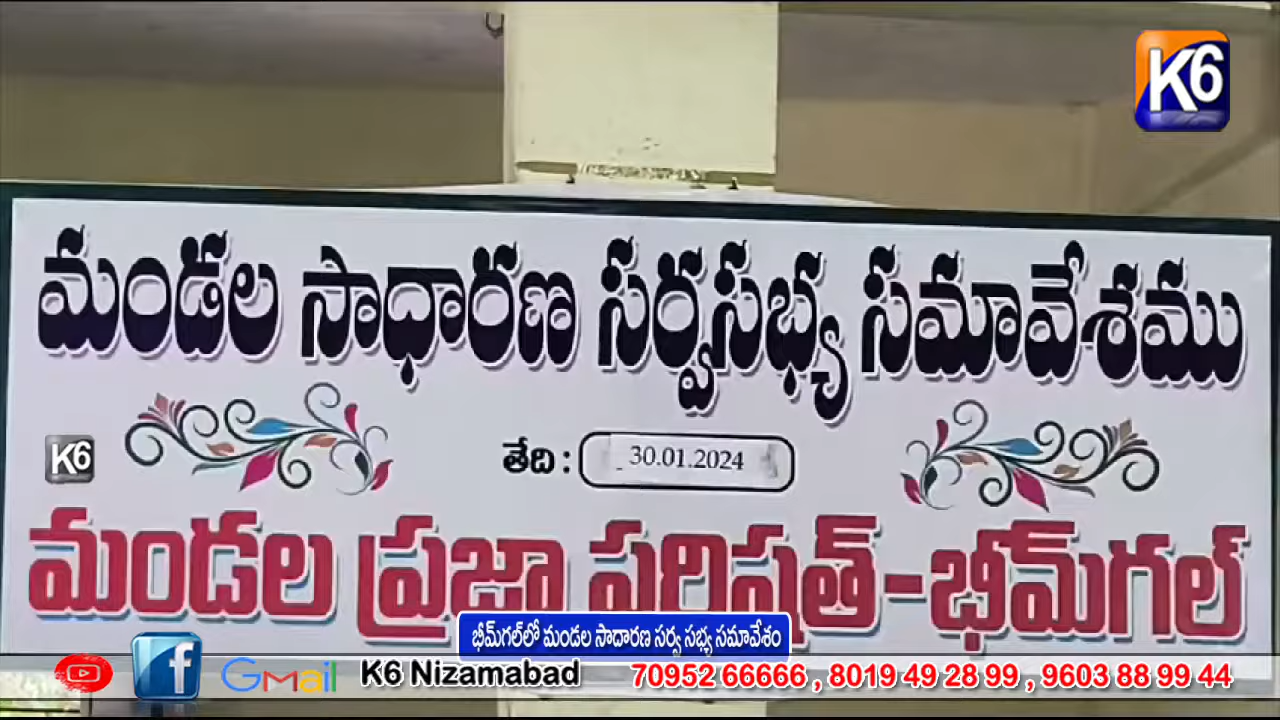 K6
మండల సాధారణ సర్వసభ్య సమావేశము
K6
తేది : 30.01.2024
మండల ప్రజా పరిషత్-భీమ్‌గల్
భీమ్‌గల్‌లో మండల సాదారణ సర్వ సభ్య సమావేశం
f Gmail K6 Nizamabad 70952 66666 , 8019 49 28 99 , 9603 88 99 44